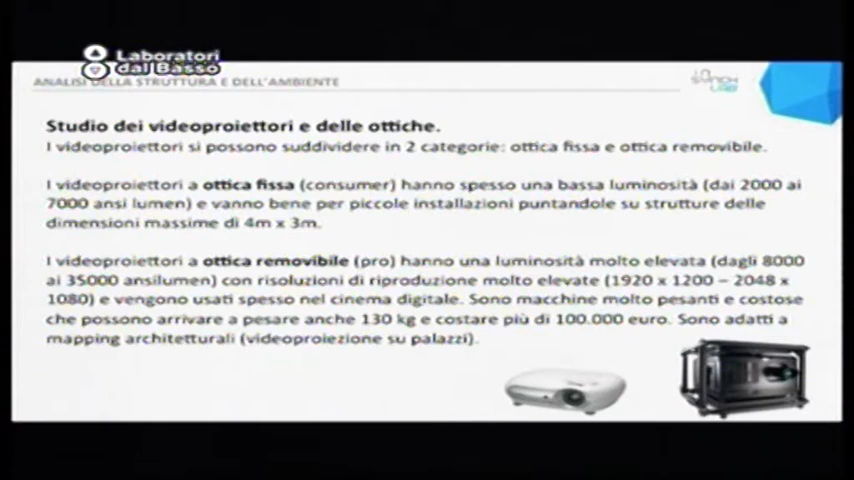 Laboratori
dal Basso
ANALISI DELLA STRUTTURA E DELL'AMBIENTE
Studio dei videoproiettori e delle ottiche.
I videoproiettori si possono suddividere in 2 categorie: ottica fissa e ottica removibile.
I videoproiettori a ottica fissa (consumer) hanno spesso una bassa luminosità (dai 2000 ai
7000 ansi lumen) e vanno bene per piccole installazioni puntandole su strutture delle
dimensioni massime di 4m x 3m.
I videoproiettori a ottica removibile (pro) hanno una luminosità molto elevata (dagli 8000
ai 35000 ansilumen) con risoluzioni di riproduzione molto elevate (1920 x 1200 – 2048 x
1080) e vengono usati spesso nel cinema digitale. Sono macchine molto pesanti e costose
che possono arrivare a pesare anche 130 kg e costare più di 100.000 euro. Sono adatti a
mapping architetturali (videoproiezione su palazzi).